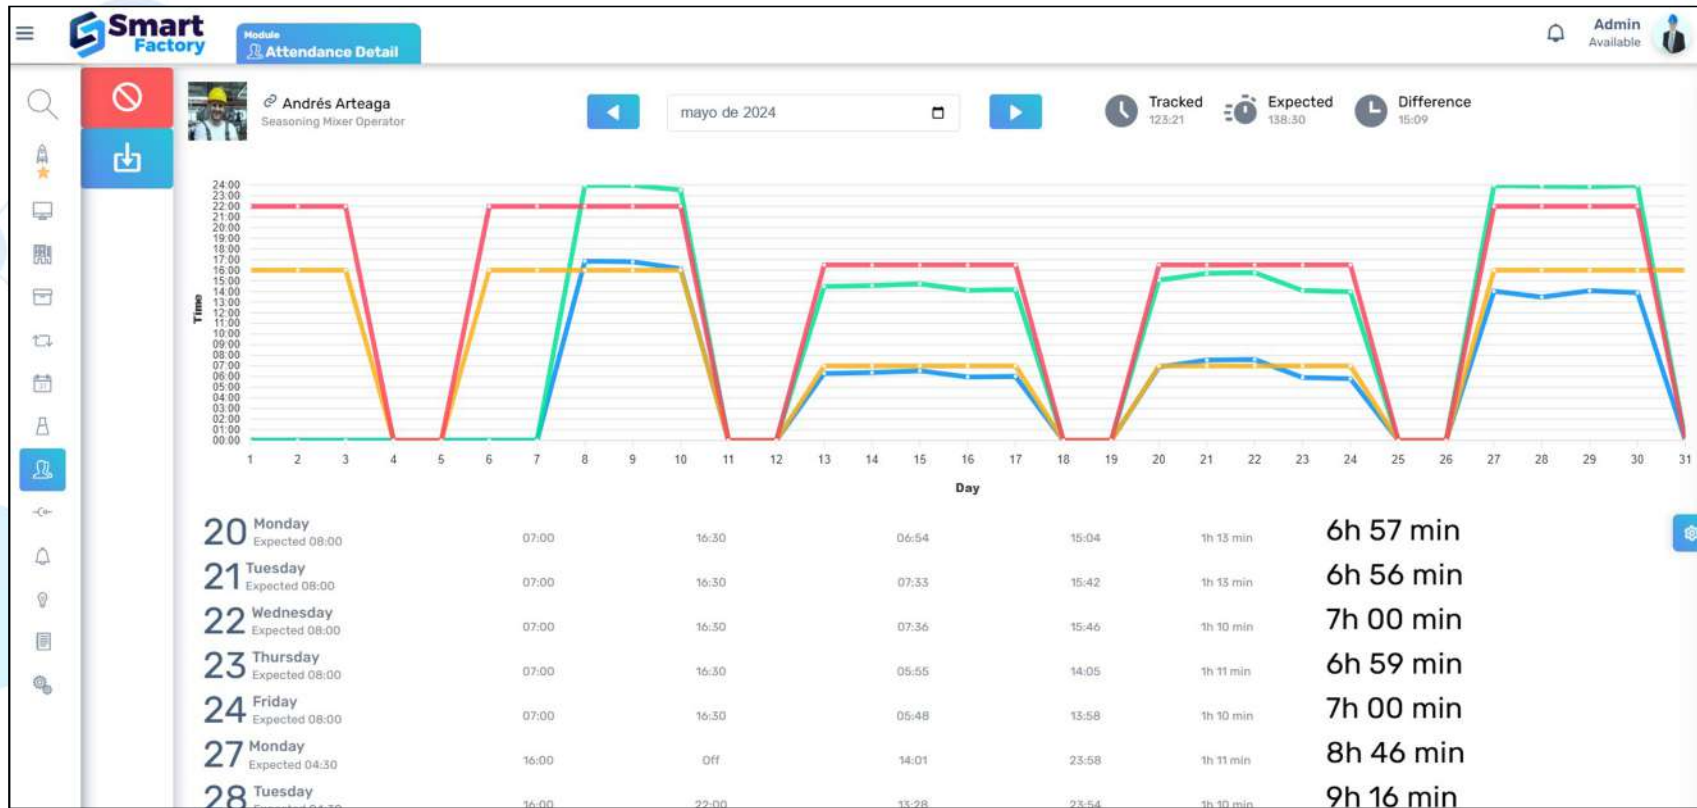 Smart
Factory
Module
Attendance Detail
Admin
Available
Andrés Arteaga
Seasoning Mixer Operator
mayo de 2024
Tracked
123:21
Expected
138:30
Difference
15:09
24:00
23:00
22:00
21:00
20:00
19:00
18:00
17:00
16:00
15:00
14:00
13:00
12:00
11:00
10:00
09:00
08:00
07:00
06:00
05:00
04:00
03:00
02:00
01:00
00:00
Time
1 2 3 4 5 6 7 8 9 10 11 12 13 14 15 16 17 18 19 20 21 22 23 24 25 26 27 28 29 30 31
Day
20 Monday
Expected 08:00 07:00 16:30 06:54 15:04 1h 13 min 6h 57 min
21 Tuesday
Expected 08:00 07:00 16:30 07:33 15:42 1h 13 min 6h 56 min
22 Wednesday
Expected 08:00 07:00 16:30 07:36 15:46 1h 10 min 7h 00 min
23 Thursday
Expected 08:00 07:00 16:30 05:55 14:05 1h 11 min 6h 59 min
24 Friday
Expected 08:00 07:00 16:30 05:48 13:58 1h 10 min 7h 00 min
27 Monday
Expected 04:30 16:00 Off 14:01 23:58 1h 11 min 8h 46 min
28 Tuesday
16:00 22:00 13:28 23:54 1h 10 min 9h 16 min